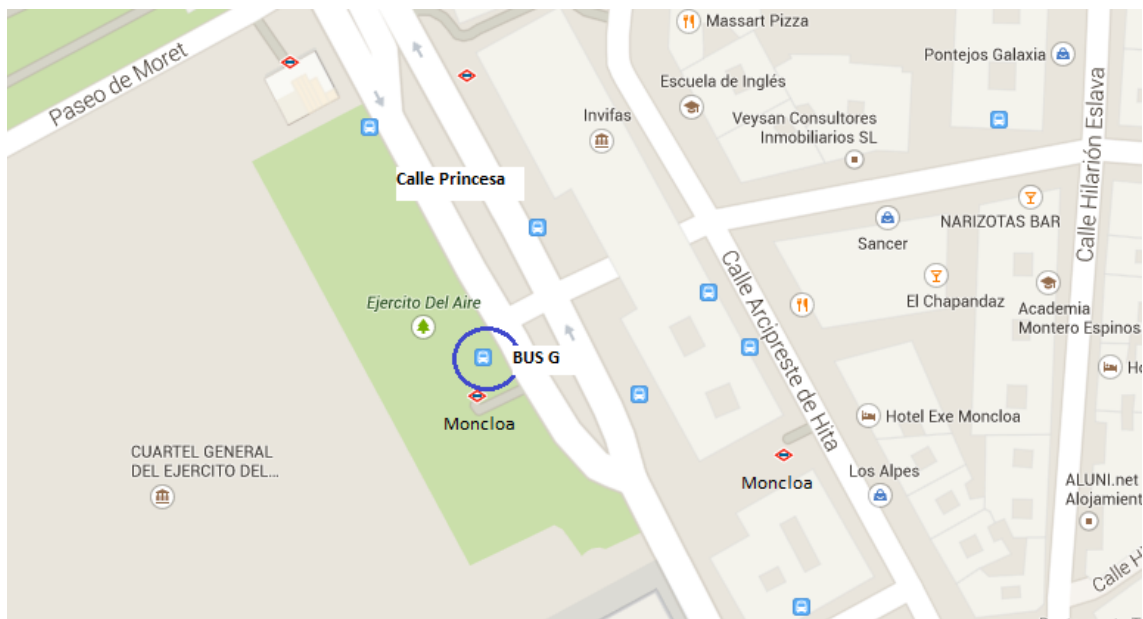 Massart Pizza
Paseo de Moret
Pontejos Galaxia
Escuela de Inglés
Invifas
Veysan Consultores
Inmobiliarios SL
Calle Hilarión Eslava
Calle Princesa
NARIZOTAS BAR
Sancer
Calle Arcipreste de Hita
El Chapandaz
Ejercito Del Aire
Academia
Montero Espinos
BUS G
Ho
Moncloa
Hotel Exe Moncloa
CUARTEL GENERAL
DEL EJERCITO DEL...
Moncloa
Los Alpes
ALUNI.net
Alojamient
Calle H